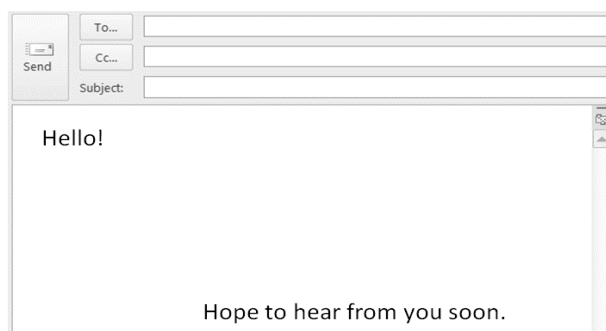 To...
Send
Cc...
Subject:
Hello!
Hope to hear from you soon.